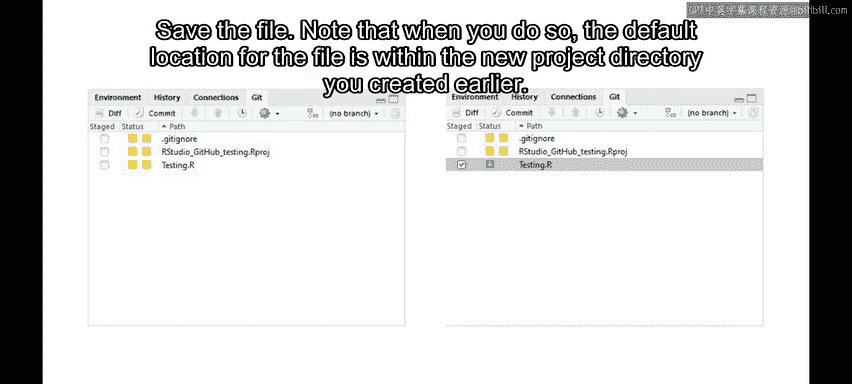 Save the file. Note that when you do so, the default
location for the file is within the new project directory
you created earlier.
Environment History Connections Git
Diff Commit (no branch)
Staged Status Path
.gitignore
RStudio_GitHub_testing.Rproj
Testing.R
Environment History Connections Git
Diff Commit (no branch)
Staged Status Path
.gitignore
RStudio_GitHub_testing.Rproj
A Testing.R